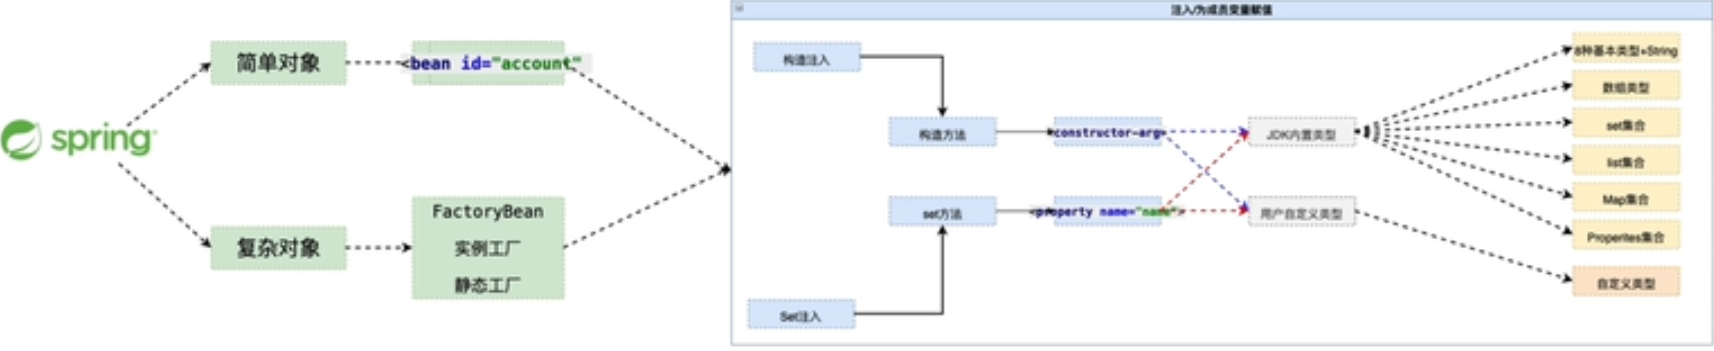 spring
简单对象
<bean id="account"
复杂对象
FactoryBean
实例工厂
静态工厂
注入/为成员变量赋值
构造注入
构造方法
constructor-arg>
set方法
<property name="name">
Set注入
JDK内置类型
用户自定义类型
8种基本类型+String
数组类型
set集合
list集合
Map集合
Properites集合
自定义类型